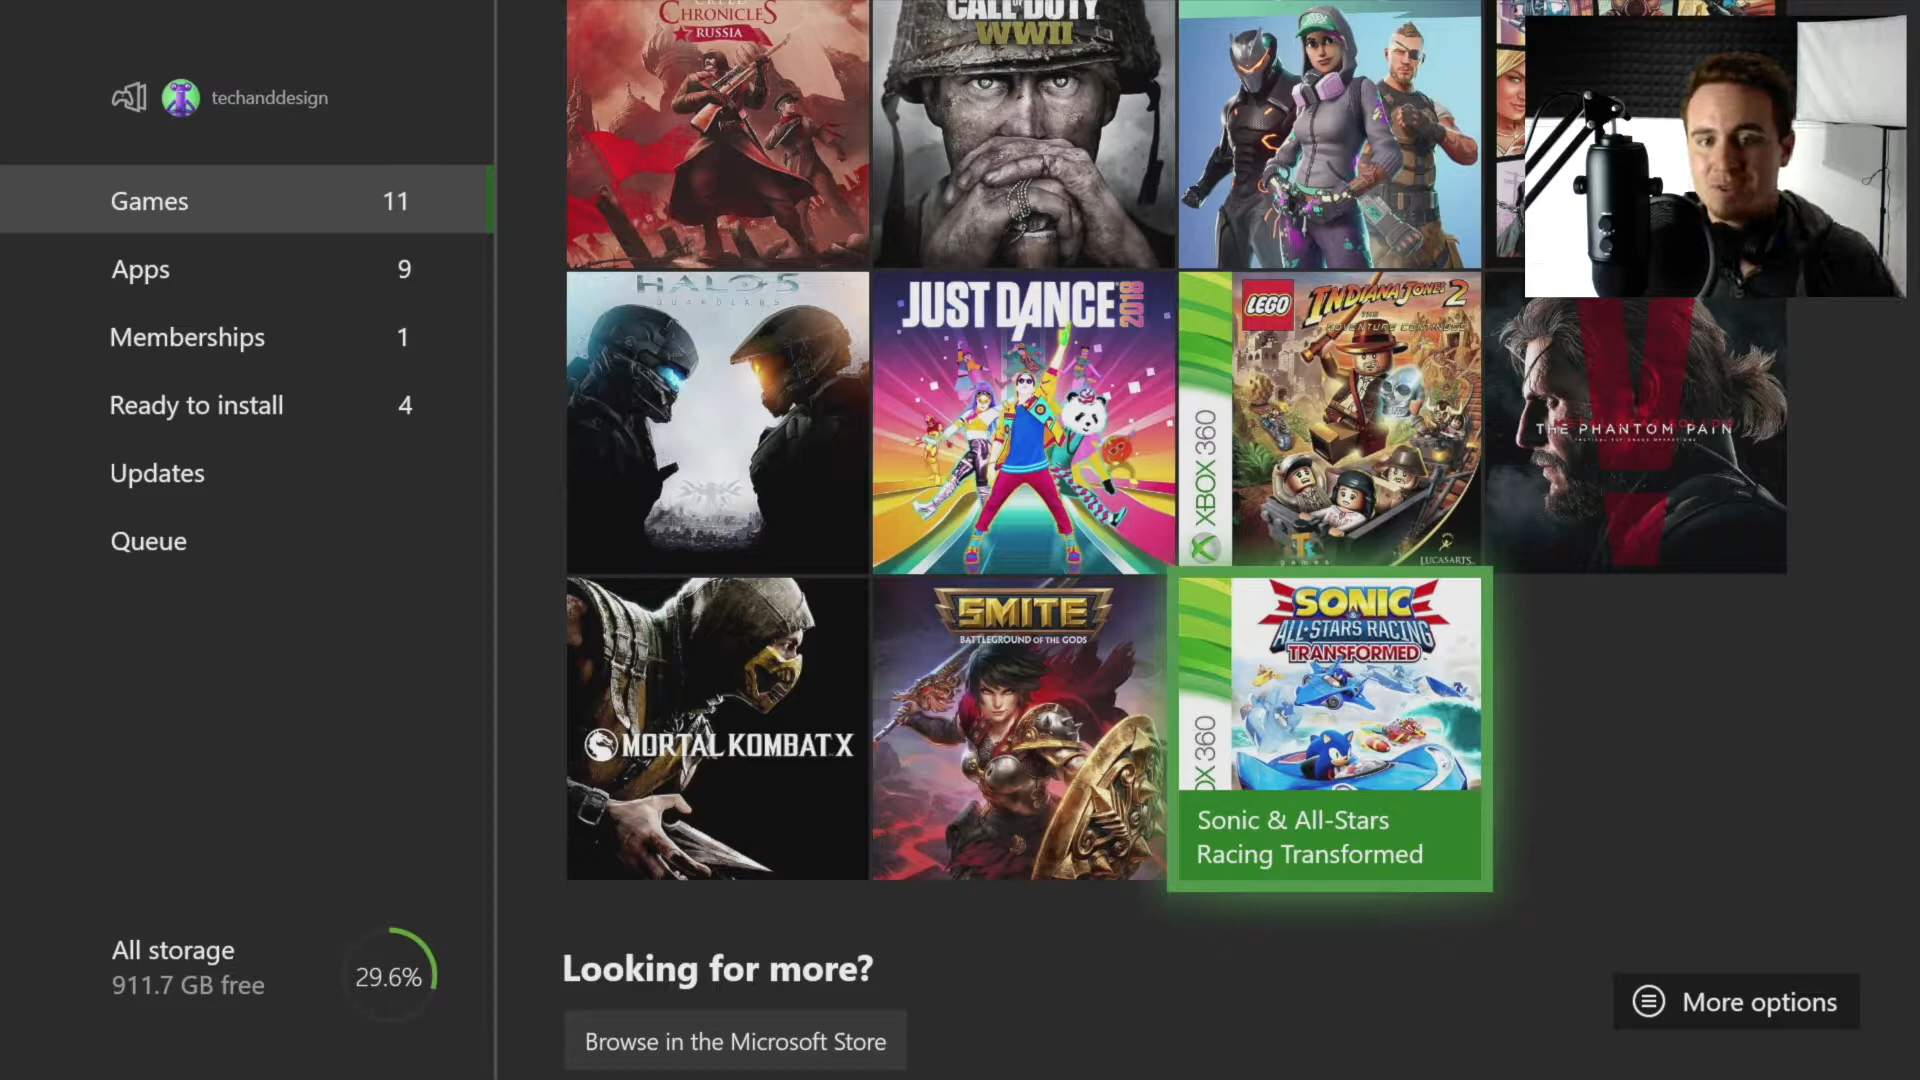 techanddesign
Games 11
Apps 9
Memberships 1
Ready to install 4
Updates
Queue
All storage
911.7 GB free
29.6%
CHRONICLES
RUSSIA
CALL OF DUTY
WWII
HALO 5
GUARDIANS
JUST DANCE 2018
XBOX 360
LEGO
INDIANA JONES 2
THE ADVENTURE CONTINUES
games
LUCASARTS
V
THE PHANTOM PAIN
MORTAL KOMBAT X
SMITE
BATTLEGROUND OF THE GODS
OX 360
SONIC
& ALL-STARS RACING
TRANSFORMED
Sonic & All-Stars
Racing Transformed
Looking for more?
Browse in the Microsoft Store
More options